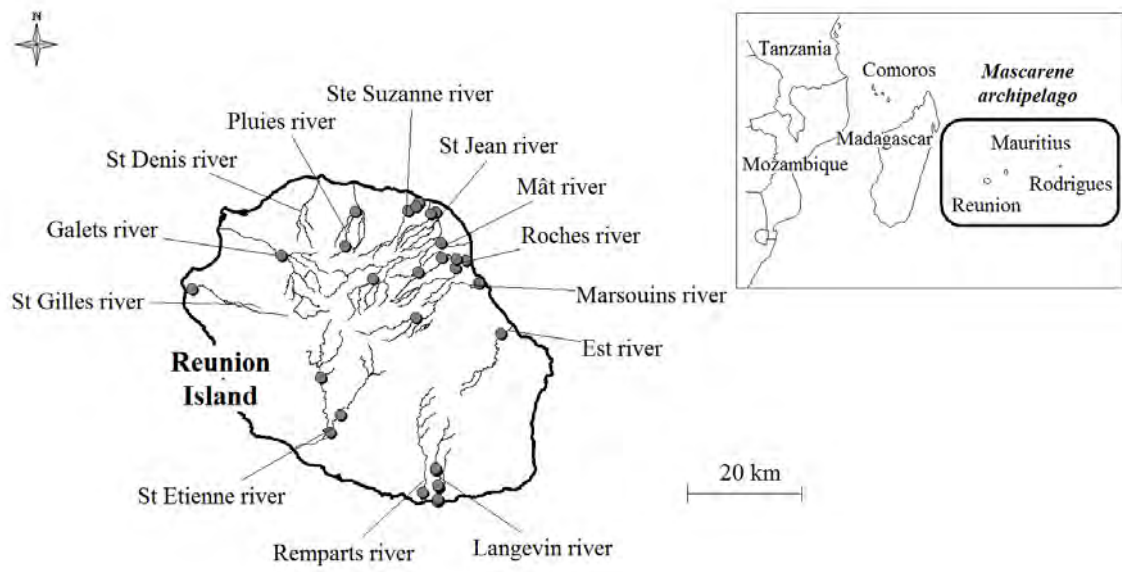 N
Ste Suzanne river
Pluies river
St Jean river
St Denis river
Mât river
Galets river
Roches river
St Gilles river
Marsouins river
Est river
Reunion
Island
St Etienne river
Remparts river
Langevin river
20 km
Tanzania
Comoros
Mascarene
archipelago
Madagascar
Mozambique
Mauritius
Rodrigues
Reunion